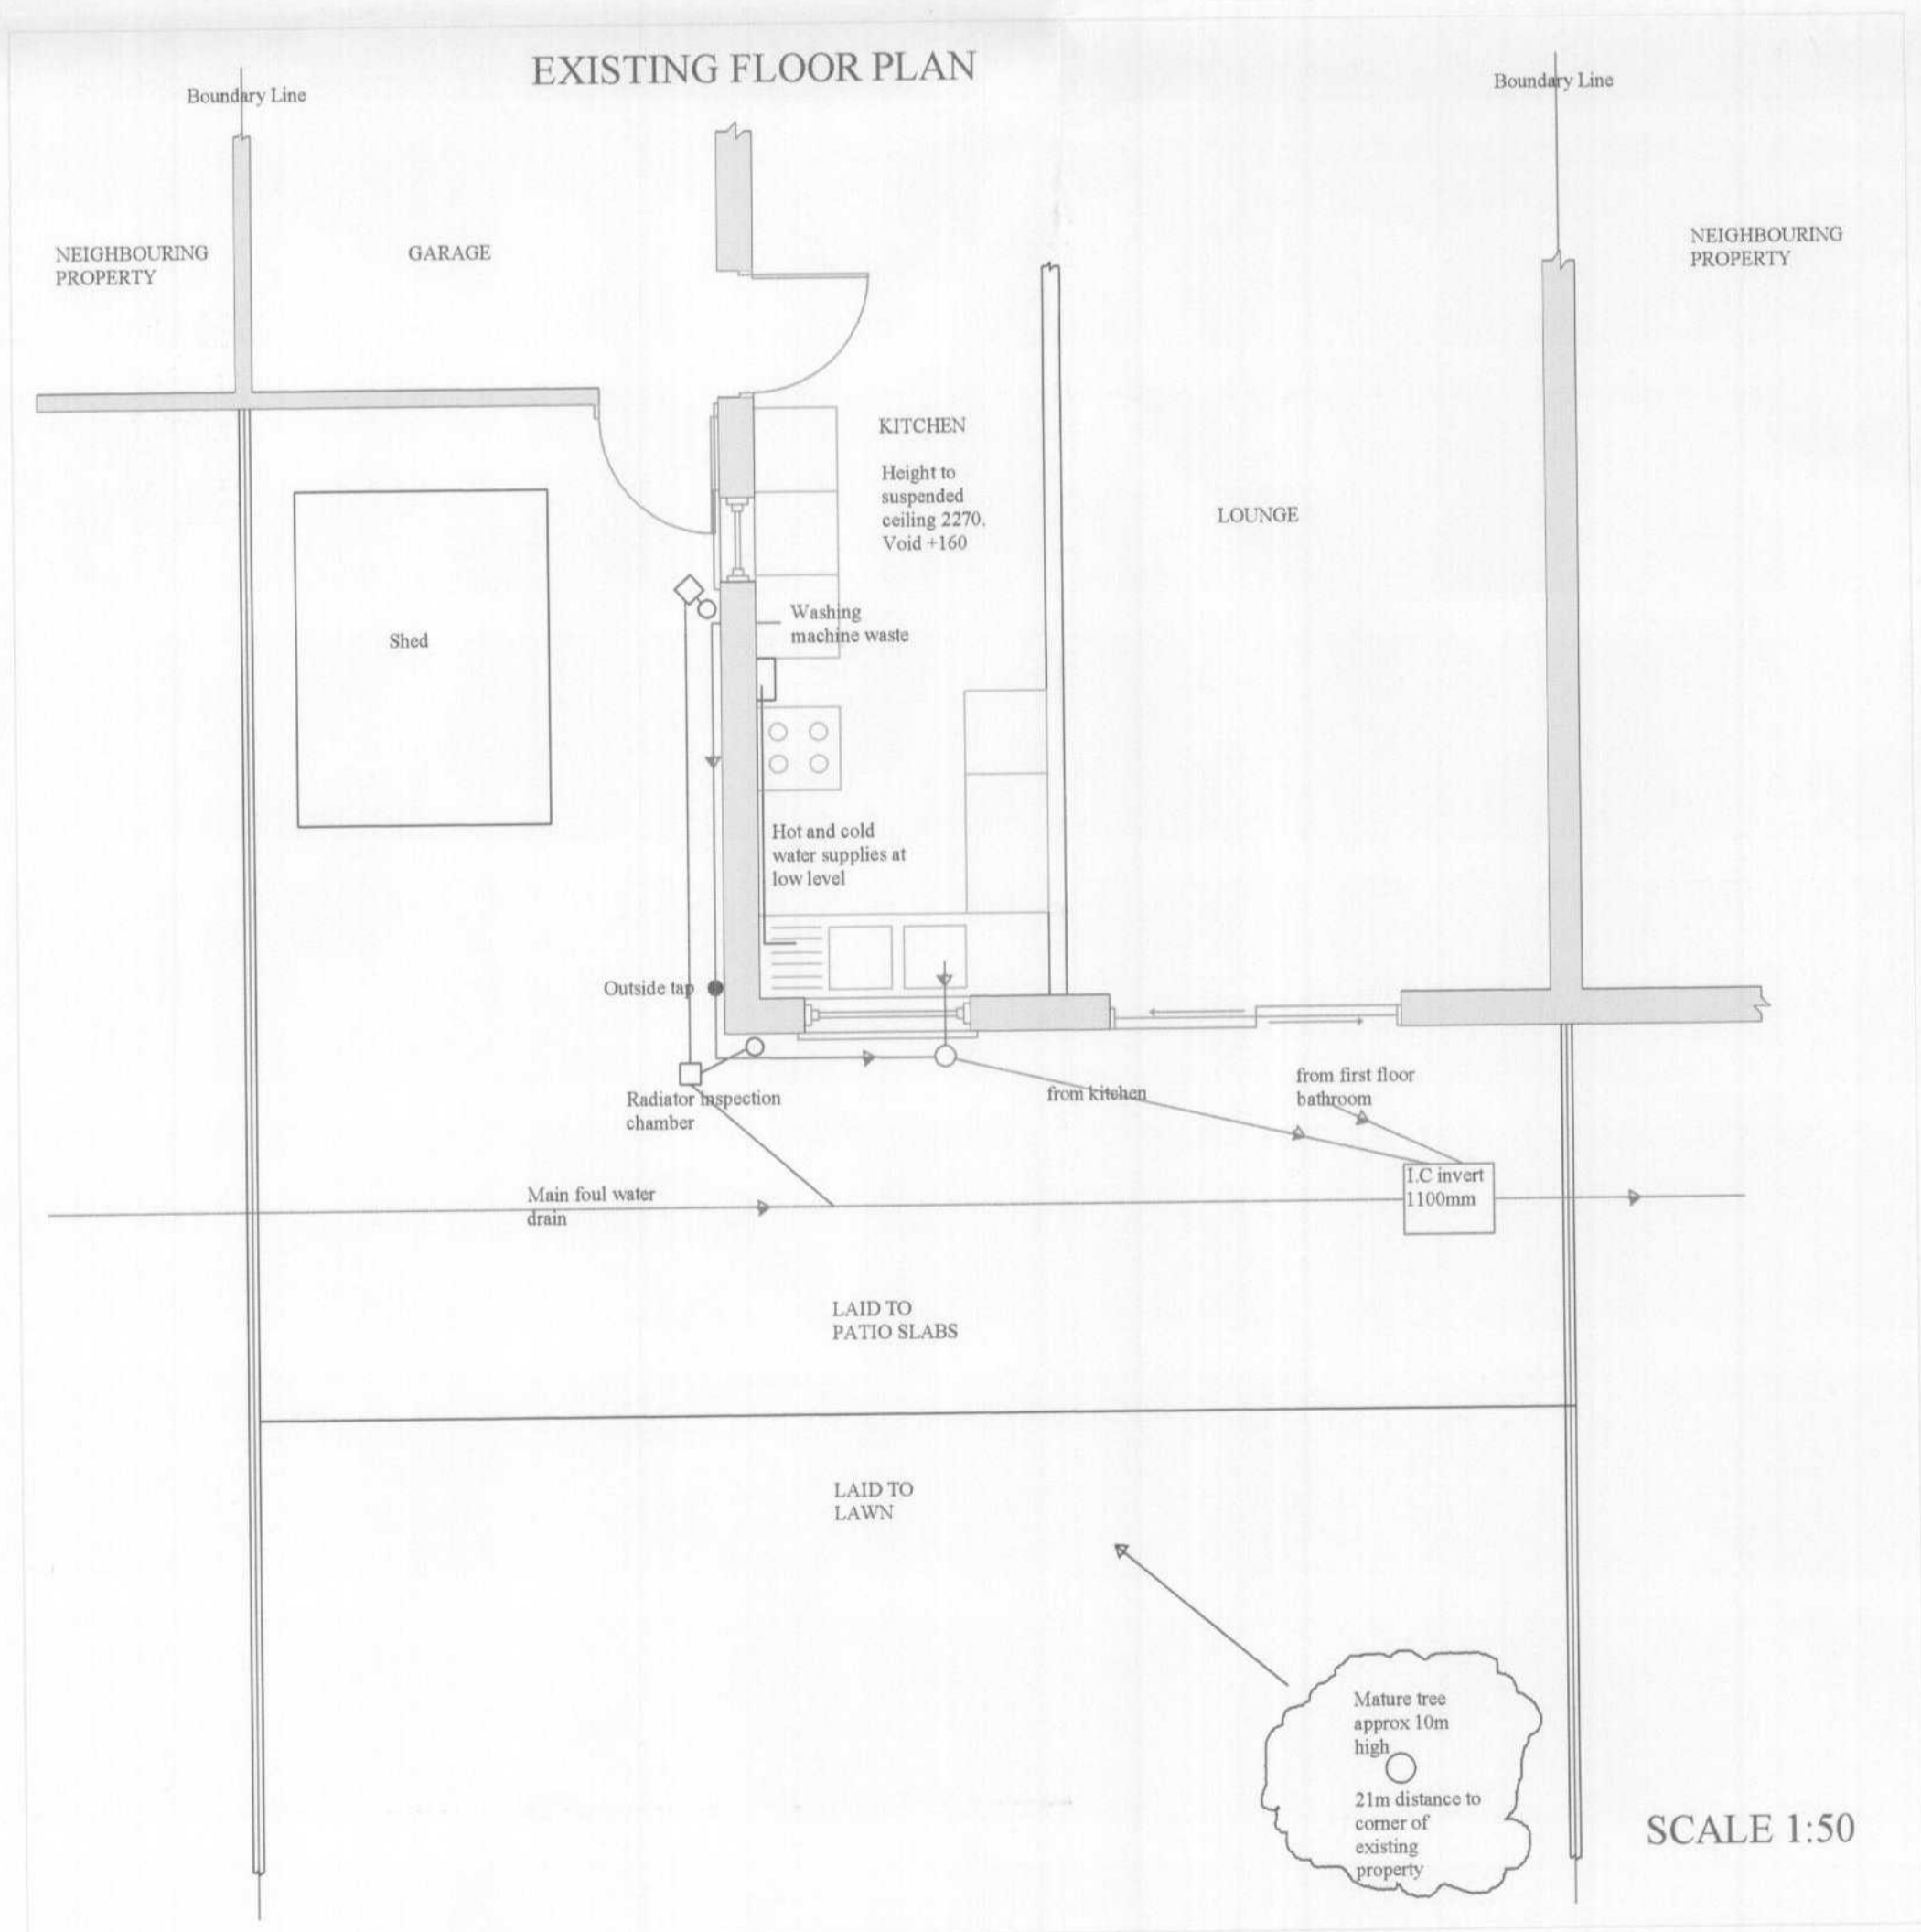 EXISTING FLOOR PLAN
Boundary Line
Boundary Line
NEIGHBOURING
PROPERTY
GARAGE
NEIGHBOURING
PROPERTY
KITCHEN
Height to
suspended
ceiling 2270.
Void +160
LOUNGE
Washing
machine waste
Shed
Hot and cold
water supplies at
low level
Outside tap
Radiator inspection
chamber
from kitchen
from first floor
bathroom
I.C invert
1100mm
Main foul water
drain
LAID TO
PATIO SLABS
LAID TO
LAWN
Mature tree
approx 10m
high
21m distance to
corner of
existing
property
SCALE 1:50